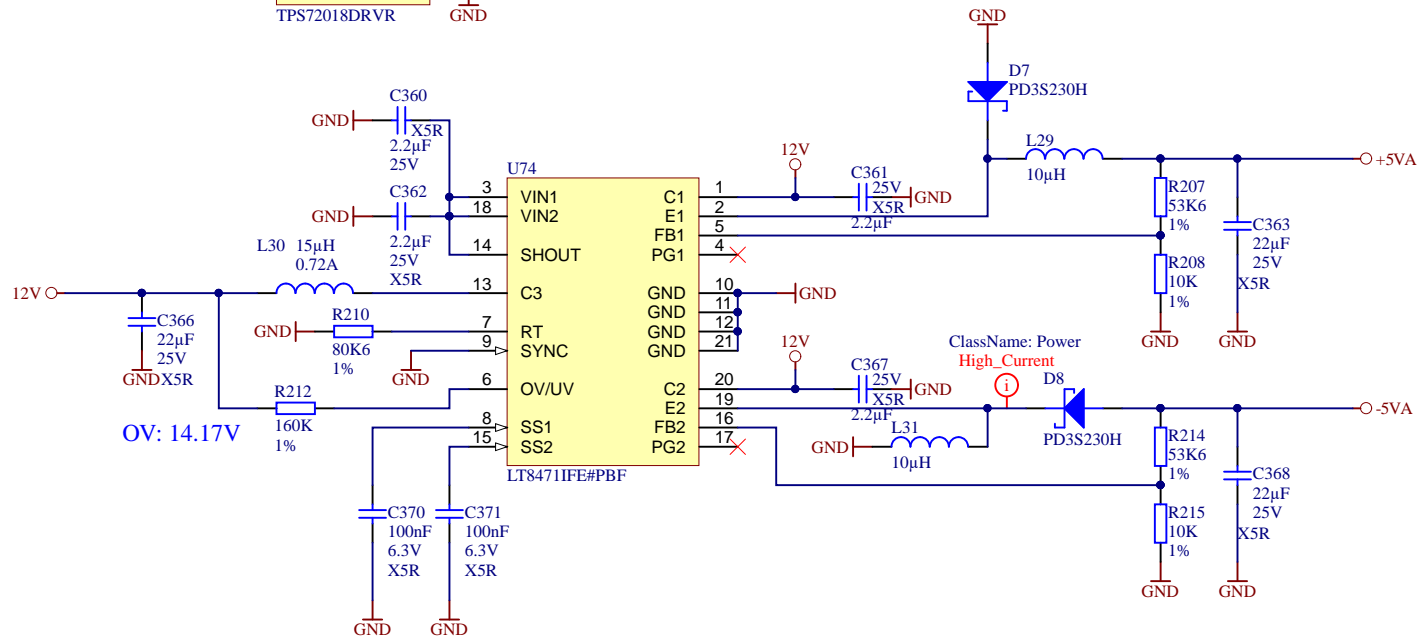 TPS72018DRVR
GND
GND
D7
PD3S230H
C360
GND
X5R
2.2µF
25V
C362
GND
2.2µF
25V
X5R
U74
3
VIN1
18
VIN2
14
SHOUT
13
C3
7
RT
9
SYNC
6
OV/UV
8
SS1
15
SS2
C1
1
E1
2
FB1
5
PG1
4
GND
10
GND
11
GND
12
GND
21
C2
20
E2
19
FB2
16
PG2
17
LT8471IFE#PBF
12V
C361
25V
X5R
2.2µF
GND
L29
10µH
+5VA
R207
53K6
1%
R208
10K
1%
GND
C363
22µF
25V
X5R
GND
GND
L30
15µH
0.72A
12V
C366
22µF
25V
X5R
GND
R210
80K6
1%
GND
GND
R212
160K
1%
OV: 14.17V
C370
100nF
6.3V
X5R
GND
C371
100nF
6.3V
X5R
GND
12V
C367
25V
X5R
2.2µF
GND
GND
L31
10µH
ClassName: Power
High_Current
i
D8
PD3S230H
-5VA
R214
53K6
1%
R215
10K
1%
GND
C368
22µF
25V
X5R
GND